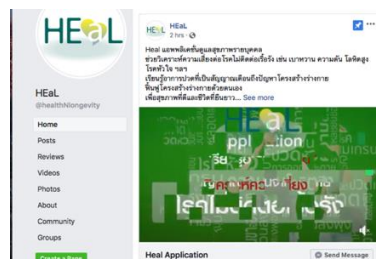 HEaL
HEaL
@healthNlongevity
Home
Posts
Reviews
Videos
Photos
About
Community
Groups
Create a Page
HEaL
2 hrs
Heal แอพพลิเคชั่นดูแลสุขภาพรายบุคคล
ช่วยวิเคราะห์ความเสี่ยงต่อโรคไม่ติดต่อเรื้อรัง เช่น เบาหวาน ความดัน โลหิตสูง
โรคหัวใจ ฯลฯ
เรียนรู้อาการปวดที่เป็นสัญญาณเตือนถึงปัญหาโครงสร้างร่างกาย
ฟื้นฟูโครงสร้างร่างกายด้วยตนเอง
เพื่อสุขภาพที่ดีและชีวิตที่ยืนยาว... See more
HEaL
Heal Application
Send Message